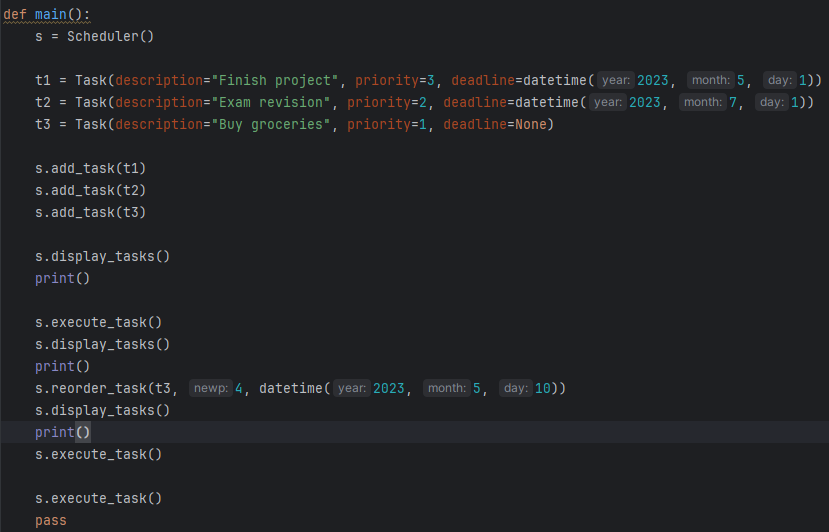 def main():
    s = Scheduler()
    t1 = Task(description="Finish project", priority=3, deadline=datetime( year: 2023, month: 5, day: 1))
    t2 = Task(description="Exam revision", priority=2, deadline=datetime( year: 2023, month: 7, day: 1))
    t3 = Task(description="Buy groceries", priority=1, deadline=None)
    s.add_task(t1)
    s.add_task(t2)
    s.add_task(t3)
    s.display_tasks()
    print()
    s.execute_task()
    s.display_tasks()
    print()
    s.reorder_task(t3, newp: 4, datetime( year: 2023, month: 5, day: 10))
    s.display_tasks()
    print()
    s.execute_task()
    s.execute_task()
    pass